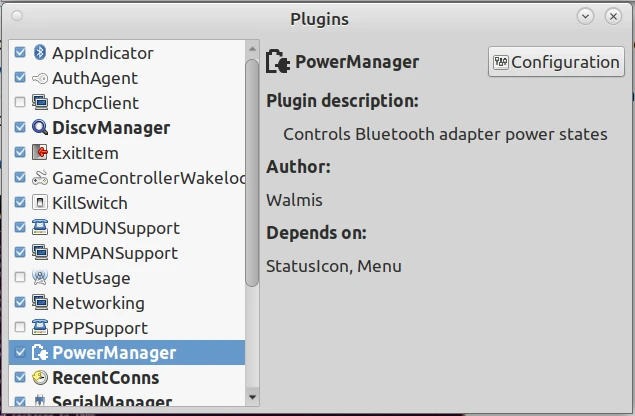 Plugins
AppIndicator
AuthAgent
DhcpClient
DiscvManager
ExitItem
GameControllerWakeloc
KillSwitch
NMDUNSupport
NMPANSupport
NetUsage
Networking
PPPSupport
PowerManager
RecentConns
SerialManager
PowerManager
Configuration
Plugin description:
Controls Bluetooth adapter power states
Author:
Walmis
Depends on:
StatusIcon, Menu